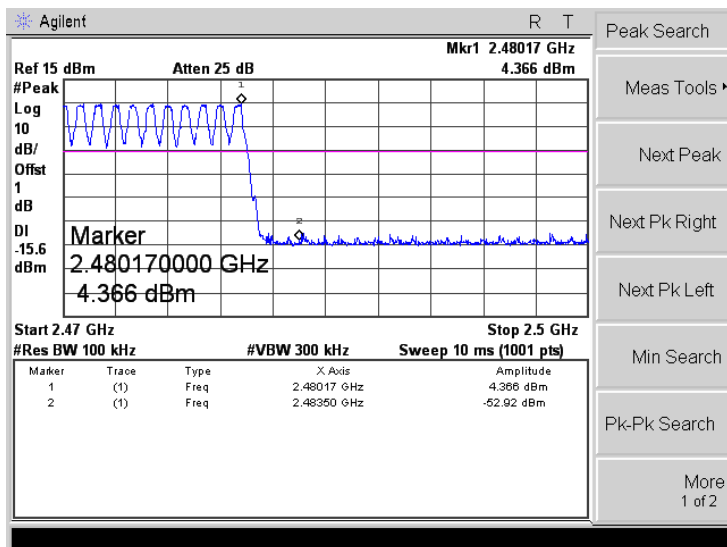 Agilent R T
Mkr1 2.48017 GHz
Ref 15 dBm Atten 25 dB 4.366 dBm
#Peak
Log
10
dB/
Offst
1
dB
DI
-15.6
dBm
1
2
Marker
2.480170000 GHz
4.366 dBm
Start 2.47 GHz Stop 2.5 GHz
#Res BW 100 kHz #VBW 300 kHz Sweep 10 ms (1001 pts)
Marker Trace Type X Axis Amplitude
1 (1) Freq 2.48017 GHz 4.366 dBm
2 (1) Freq 2.48350 GHz -52.92 dBm
Peak Search
Meas Tools
Next Peak
Next Pk Right
Next Pk Left
Min Search
Pk-Pk Search
More
1 of 2